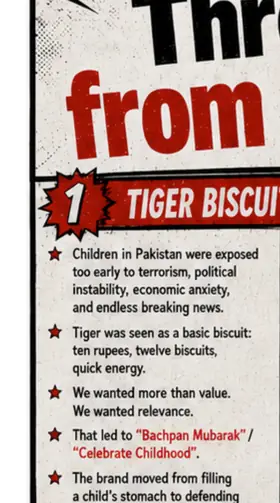 Thr
from
1
TIGER BISCUI
Children in Pakistan were exposed
too early to terrorism, political
instability, economic anxiety,
and endless breaking news.
Tiger was seen as a basic biscuit:
ten rupees, twelve biscuits,
quick energy.
We wanted more than value.
We wanted relevance.
That led to “Bachpan Mubarak” /
“Celebrate Childhood”.
The brand moved from filling
a child's stomach to defending